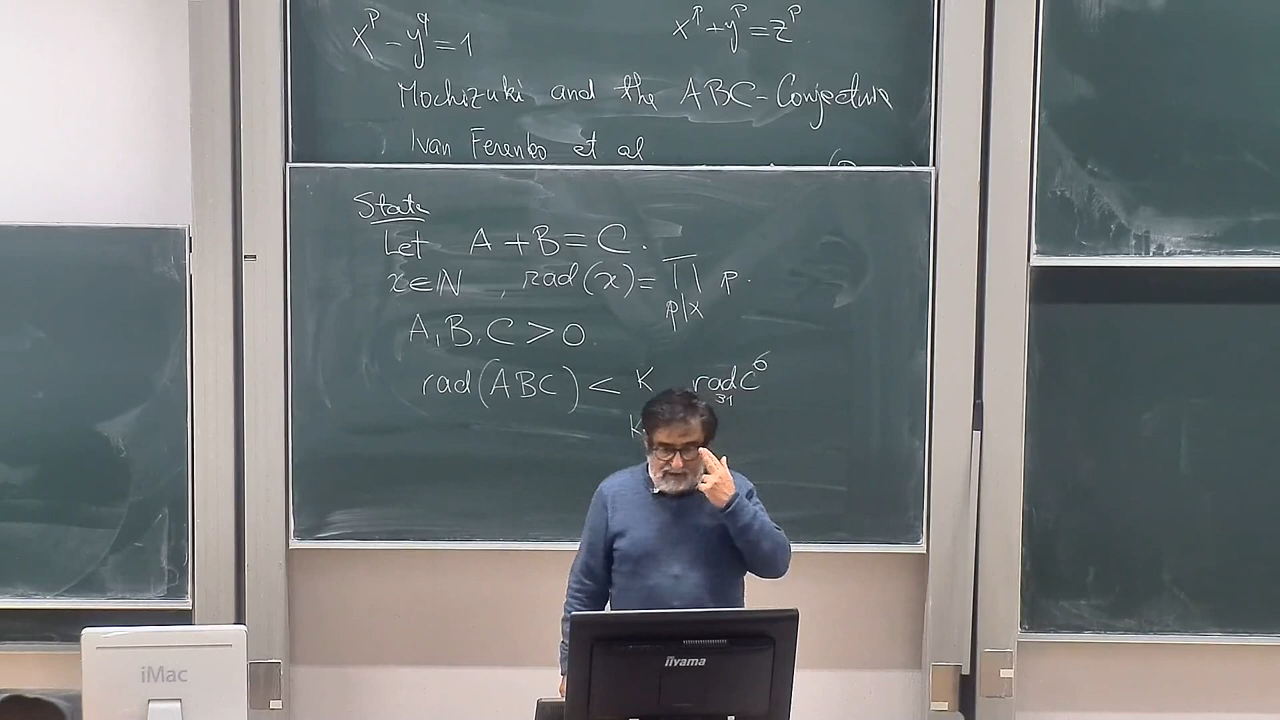 x^p - y^q = 1
x^p + y^p = z^p
Mochizuki and the ABC-Conjecture
Ivan Fesenko et al
State
Let A + B = C.
x ∈ N, rad(x) = ∏ p.
p|x
A, B, C > 0
rad(ABC) < K rad C^6
31
K
iMac
iiyama